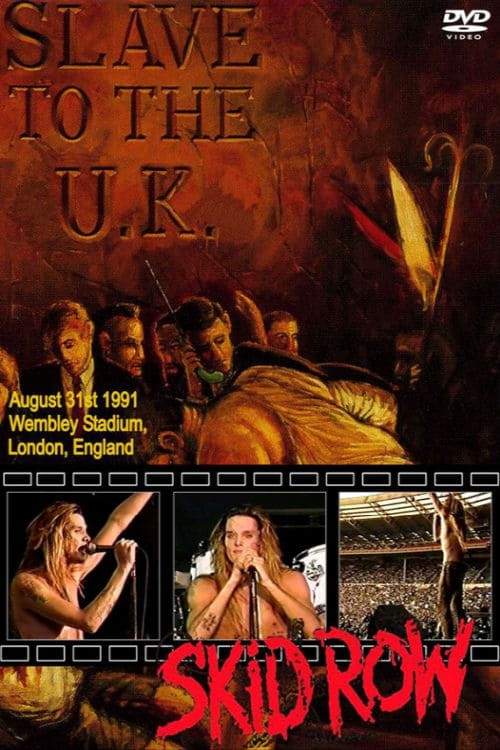 DVD
VIDEO
SLAVE
TO THE
U.K.
August 31st 1991
Wembley Stadium,
London, England
SKiD ROW